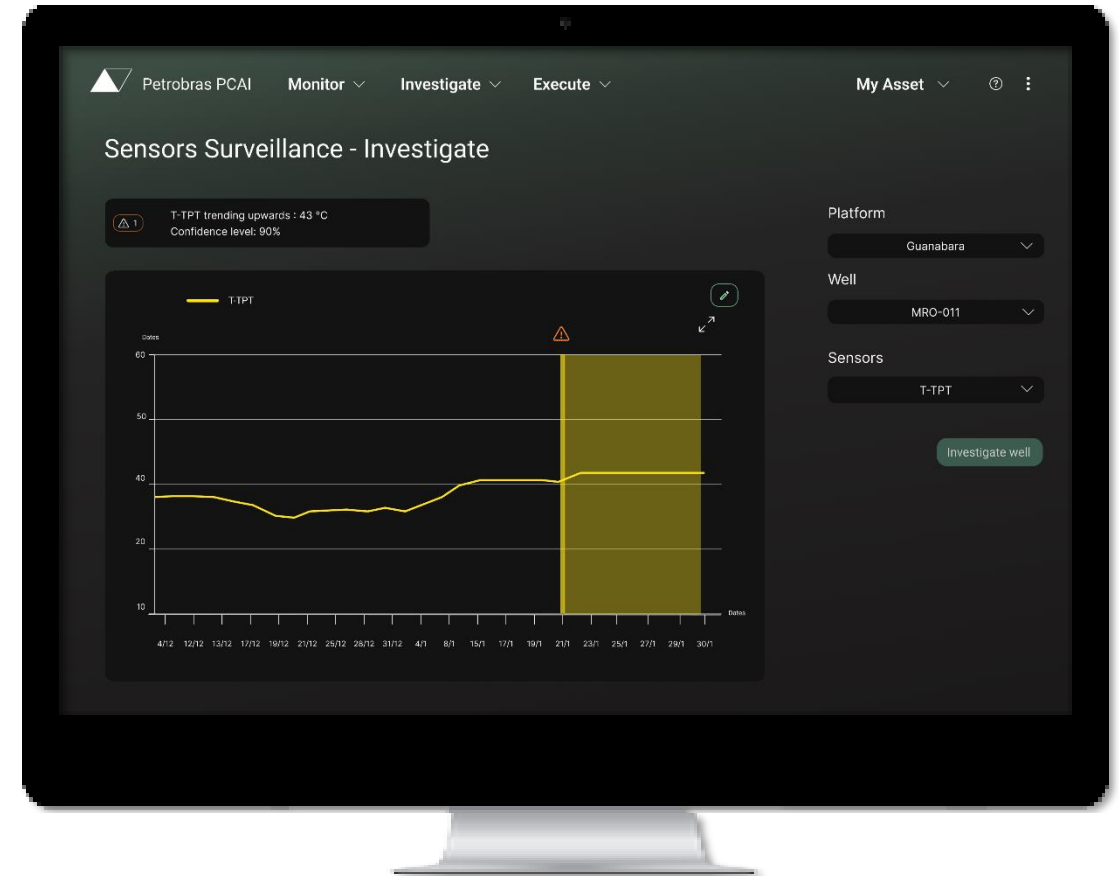 Petrobras PCAI Monitor Investigate Execute My Asset
Sensors Surveillance - Investigate
1
T-TPT trending upwards : 43 °C
Confidence level: 90%
Platform
Guanabara
Well
MRO-011
Sensors
T-TPT
Investigate well
T-TPT
Dates
60
50
40
20
10
Dates
4/12 12/12 13/12 17/12 19/12 21/12 25/12 28/12 31/12 4/1 8/1 15/1 17/1 19/1 21/1 23/1 25/1 27/1 29/1 30/1